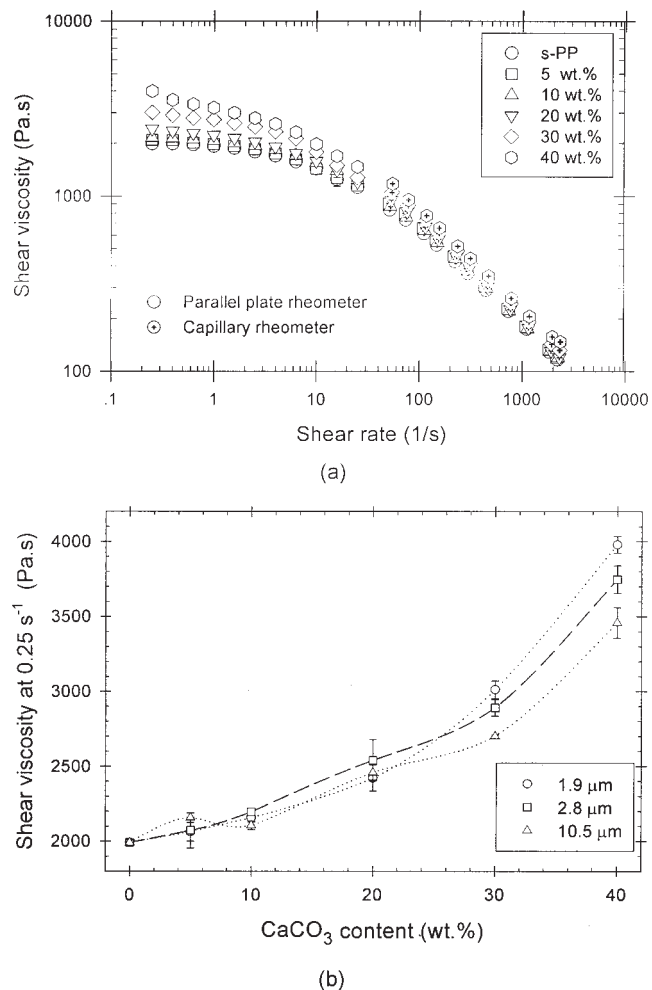 10000
1000
100
Shear viscosity (Pa.s)
s-PP
5 wt.%
10 wt.%
20 wt.%
30 wt.%
40 wt.%
Parallel plate rheometer
Capillary rheometer
.1
1
10
100
1000
10000
Shear rate (1/s)
(a)
4000
3500
3000
2500
2000
Shear viscosity at 0.25 s⁻¹ (Pa.s)
1.9 μm
2.8 μm
10.5 μm
0
10
20
30
40
CaCO₃ content (wt.%)
(b)